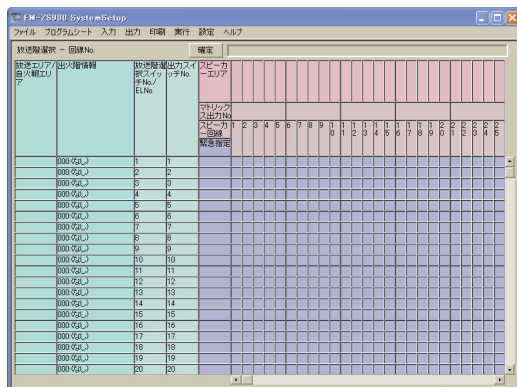 EM-ZS900 SystemSetup
ファイル プログラムシート 入力 出力 印刷 実行 設定 ヘルプ
放送階選択 － 回線No. 確定
放送エリア/自火報エリア 出火階情報 放送階選択スイッチNo./ELNo. 出力スイッチNo. スピーカーエリア
マトリックス出力No
スピーカー回線 1 2 3 4 5 6 7 8 9 10 11 12 13 14 15 16 17 18 19 20 21 22 23 24 25
緊急指定
000:(なし) 1 1
000:(なし) 2 2
000:(なし) 3 3
000:(なし) 4 4
000:(なし) 5 5
000:(なし) 6 6
000:(なし) 7 7
000:(なし) 8 8
000:(なし) 9 9
000:(なし) 10 10
000:(なし) 11 11
000:(なし) 12 12
000:(なし) 13 13
000:(なし) 14 14
000:(なし) 15 15
000:(なし) 16 16
000:(なし) 17 17
000:(なし) 18 18
000:(なし) 19 19
000:(なし) 20 20